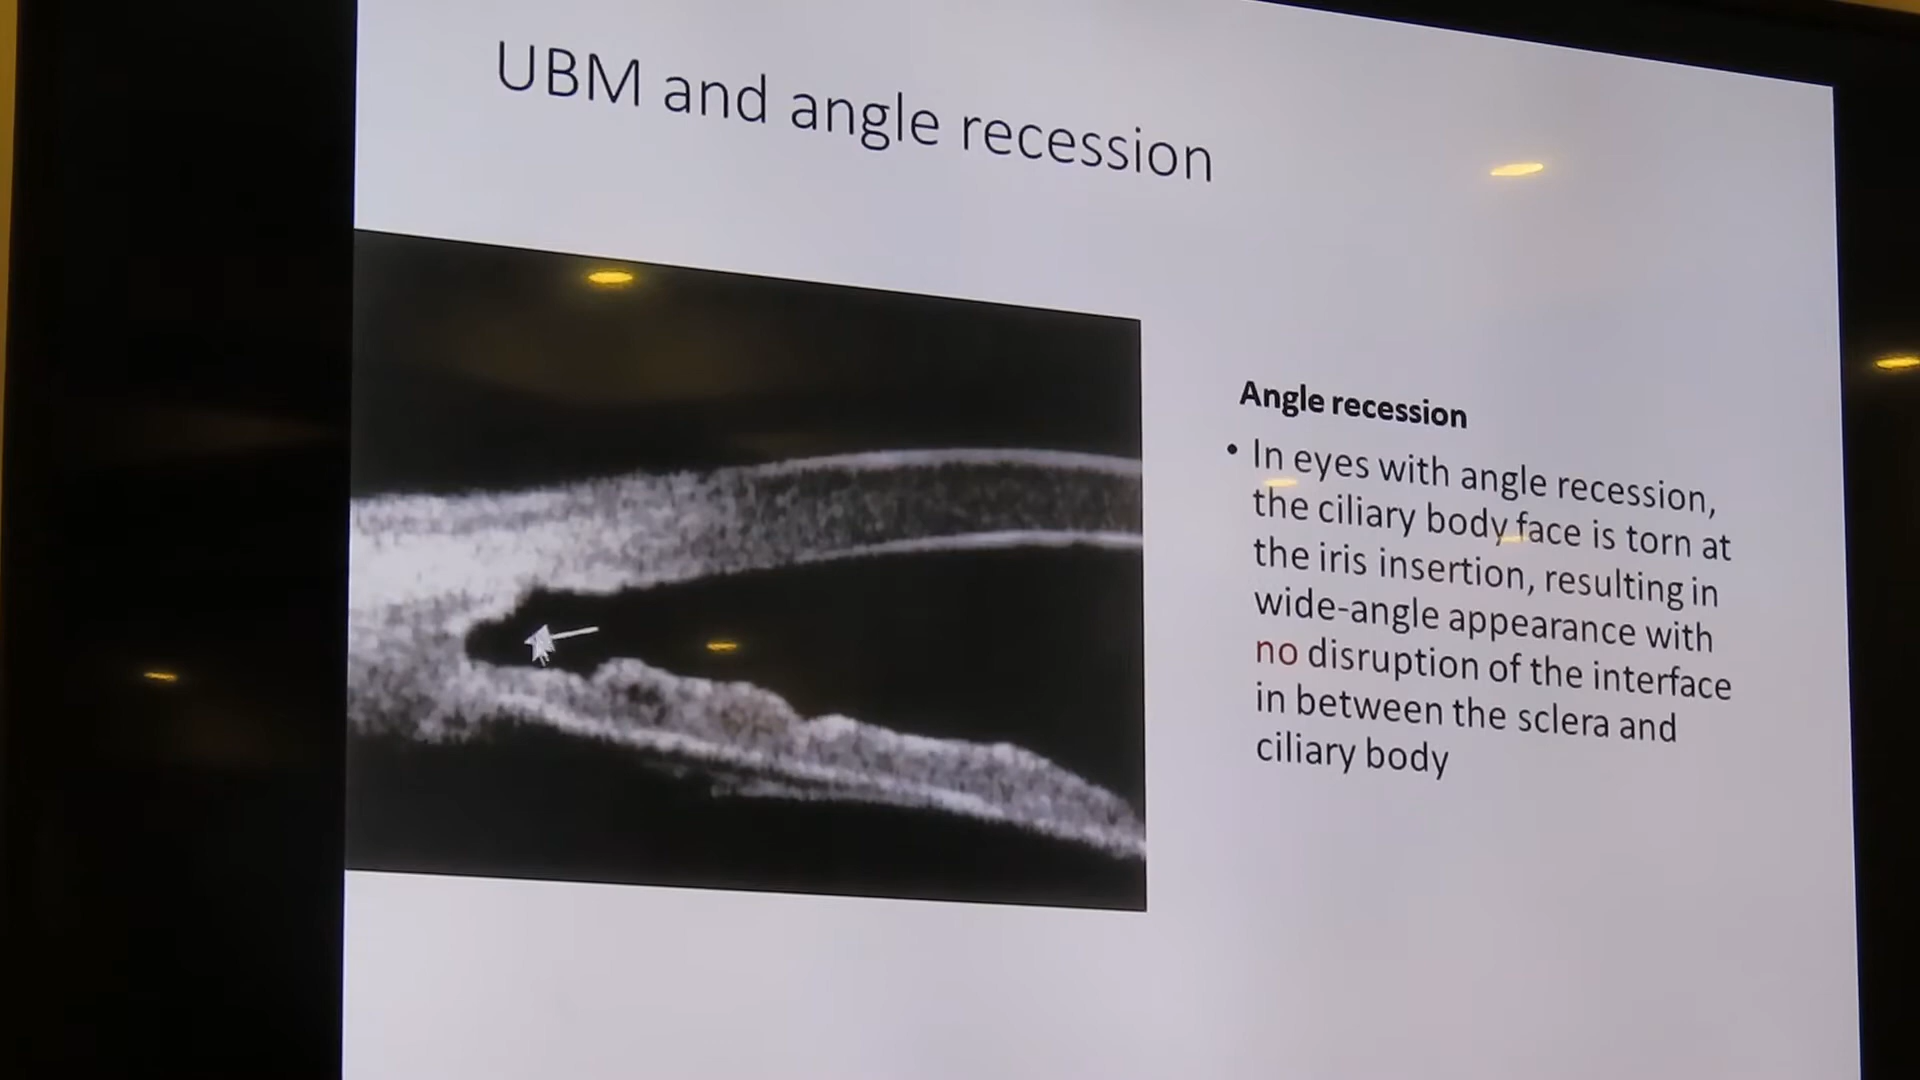 UBM and angle recession
Angle recession
• In eyes with angle recession,
the ciliary body face is torn at
the iris insertion, resulting in
wide-angle appearance with
no disruption of the interface
in between the sclera and
ciliary body